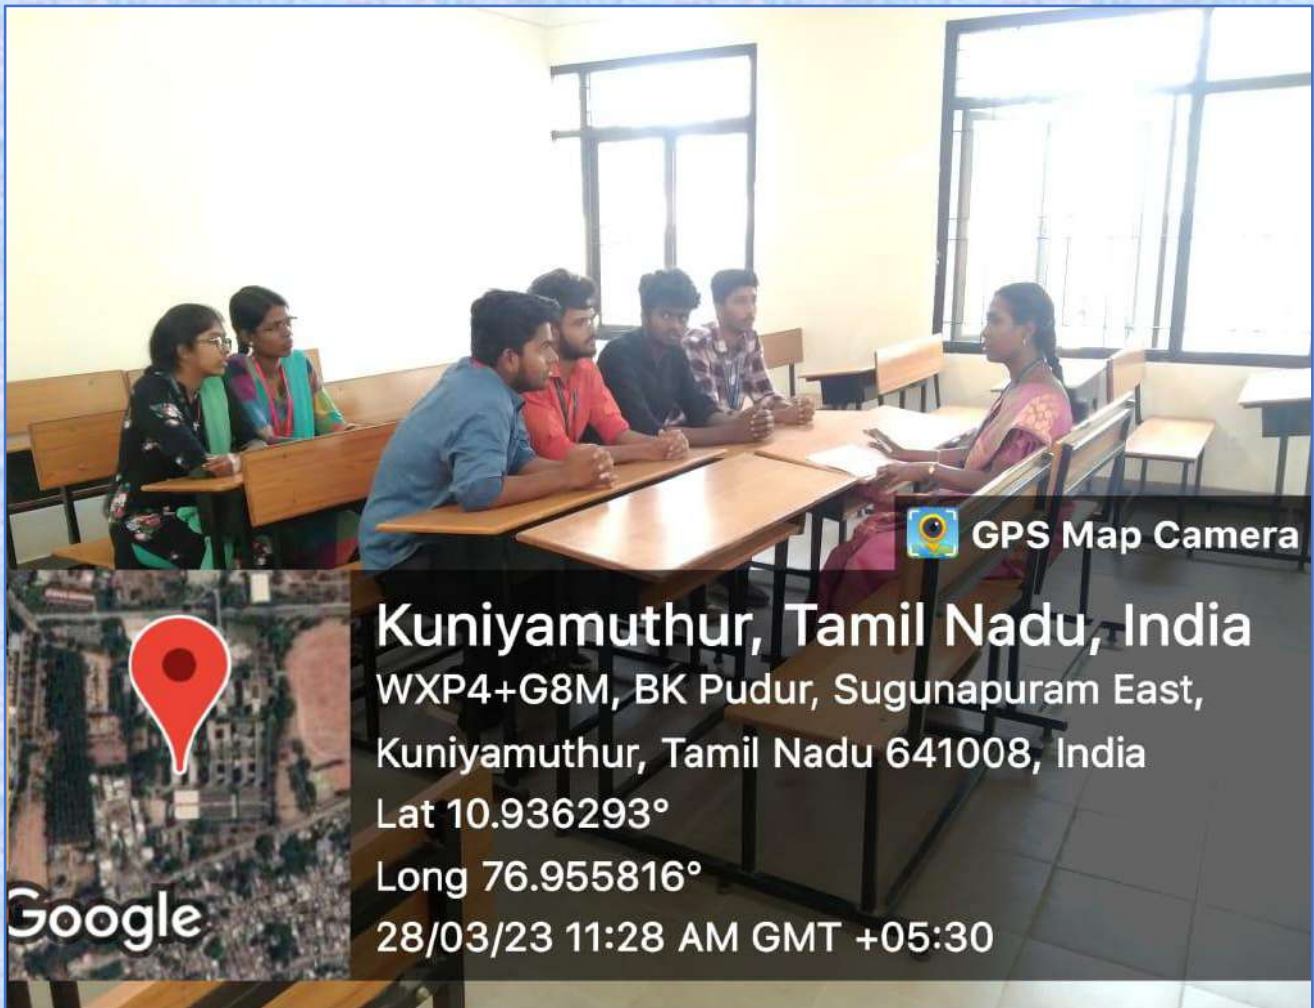 GPS Map Camera
Kuniyamuthur, Tamil Nadu, India
WXP4+G8M, BK Pudur, Sugunapuram East,
Kuniyamuthur, Tamil Nadu 641008, India
Lat 10.936293°
Long 76.955816°
28/03/23 11:28 AM GMT +05:30
Google